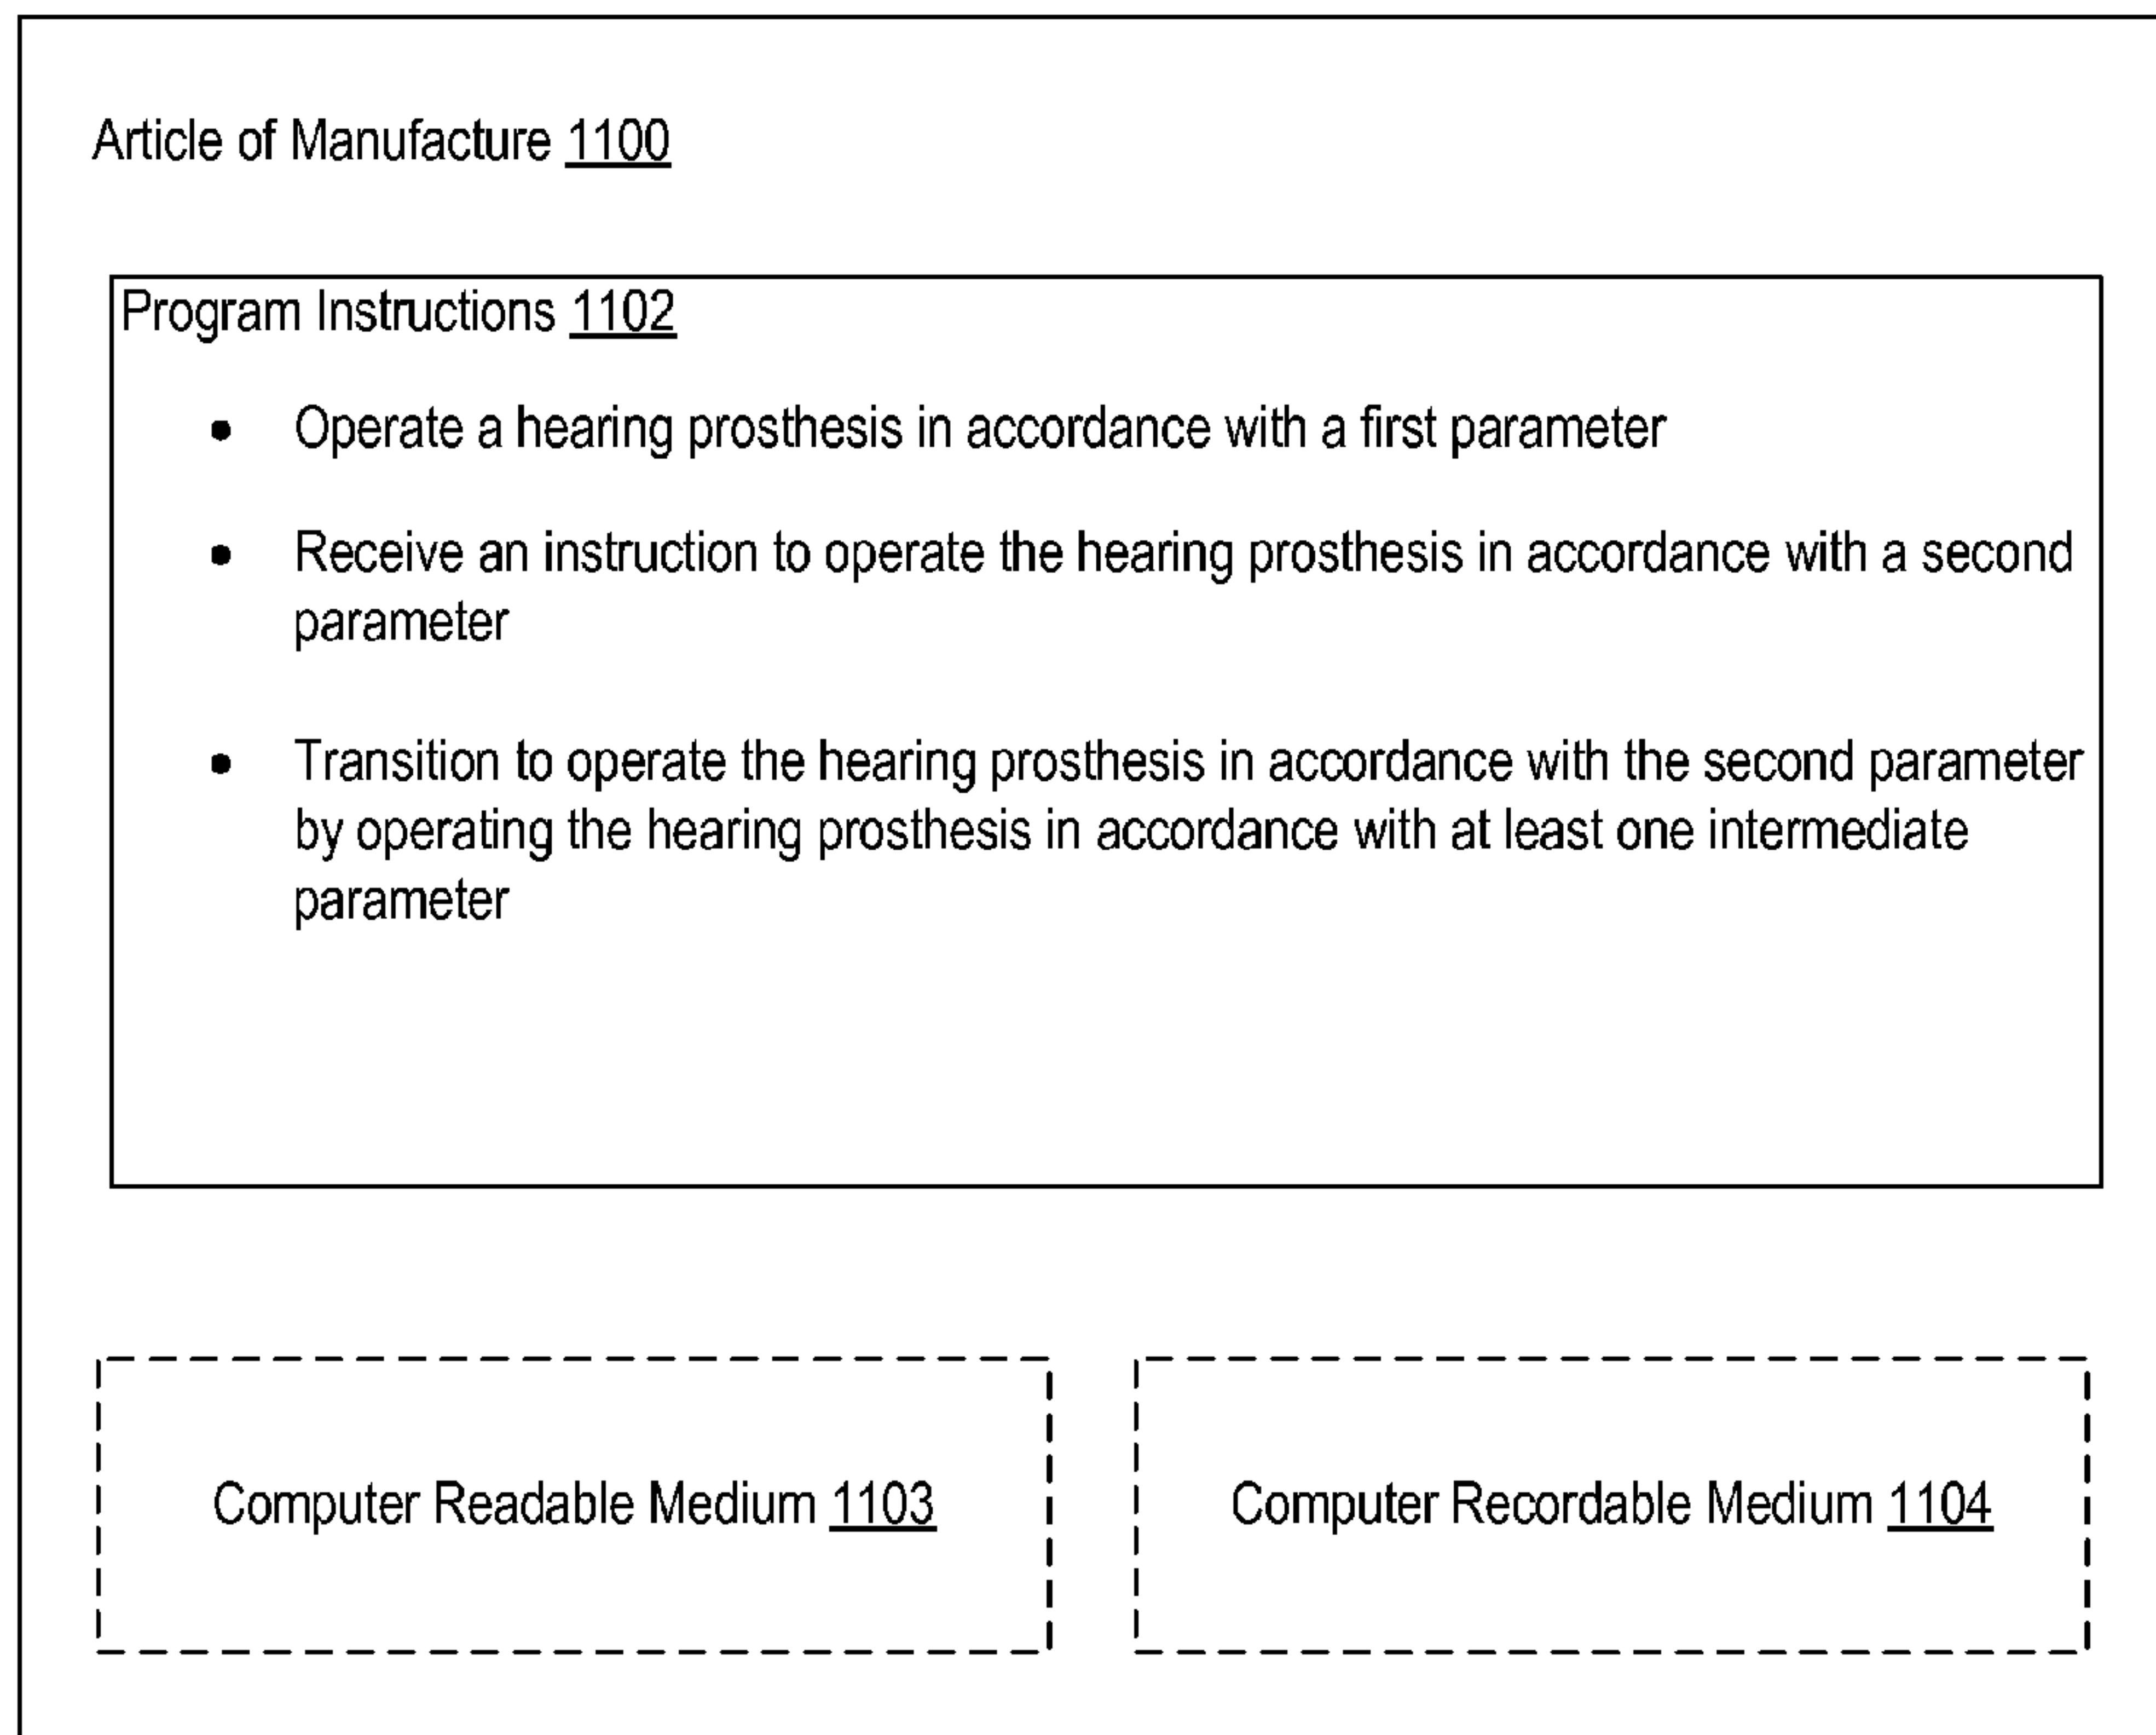 Article of Manufacture 1100
Program Instructions 1102
• Operate a hearing prosthesis in accordance with a first parameter
• Receive an instruction to operate the hearing prosthesis in accordance with a second
parameter
• Transition to operate the hearing prosthesis in accordance with the second parameter
by operating the hearing prosthesis in accordance with at least one intermediate
parameter
Computer Readable Medium 1103
Computer Recordable Medium 1104